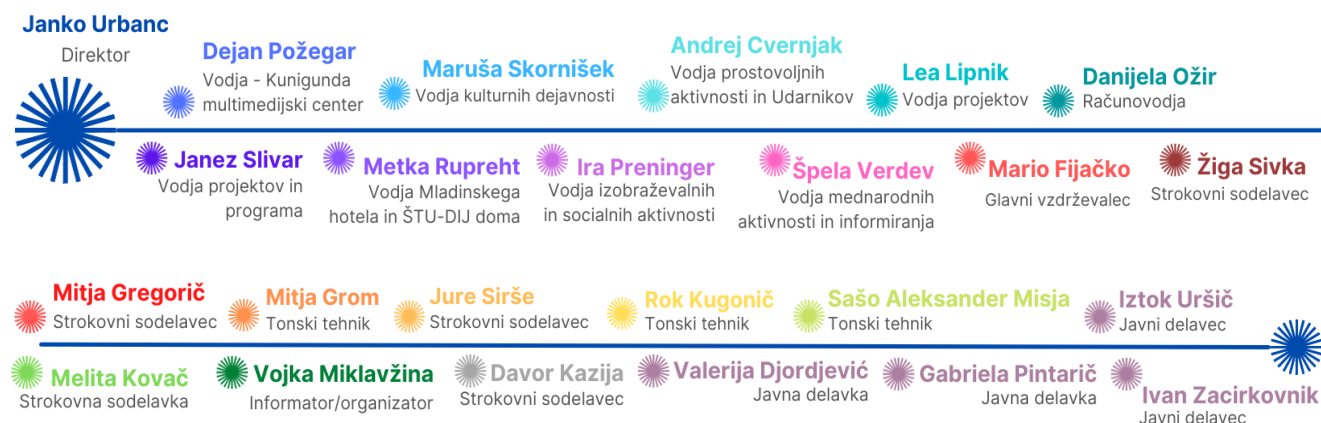 Janko Urbanc
Direktor
Dejan Požegar
Vodja - Kunigunda
multimedijski center
Maruša Skornišek
Vodja kulturnih dejavnosti
Andrej Cvernjak
Vodja prostovoljnih
aktivnosti in Udarnikov
Lea Lipnik
Vodja projektov
Danijela Ožir
Računovodja
Janez Slivar
Vodja projektov in
programa
Metka Rupreht
Vodja Mladinskega
hotela in ŠTU-DIJ doma
Ira Preninger
Vodja izobraževalnih
in socialnih aktivnosti
Špela Verdev
Vodja mednarodnih
aktivnosti in informiranja
Mario Fijačko
Glavni vzdrževalec
Žiga Sivka
Strokovni sodelavec
Mitja Gregorič
Strokovni sodelavec
Mitja Grom
Tonski tehnik
Jure Sirše
Strokovni sodelavec
Rok Kugonič
Tonski tehnik
Sašo Aleksander Misja
Tonski tehnik
Iztok Uršič
Javni delavec
Melita Kovač
Strokovna sodelavka
Vojka Miklavžina
Informator/organizator
Davor Kazija
Strokovni sodelavec
Valerija Djordjević
Javna delavka
Gabriela Pintarič
Javna delavka
Ivan Zacirkovnik
Javni delavec